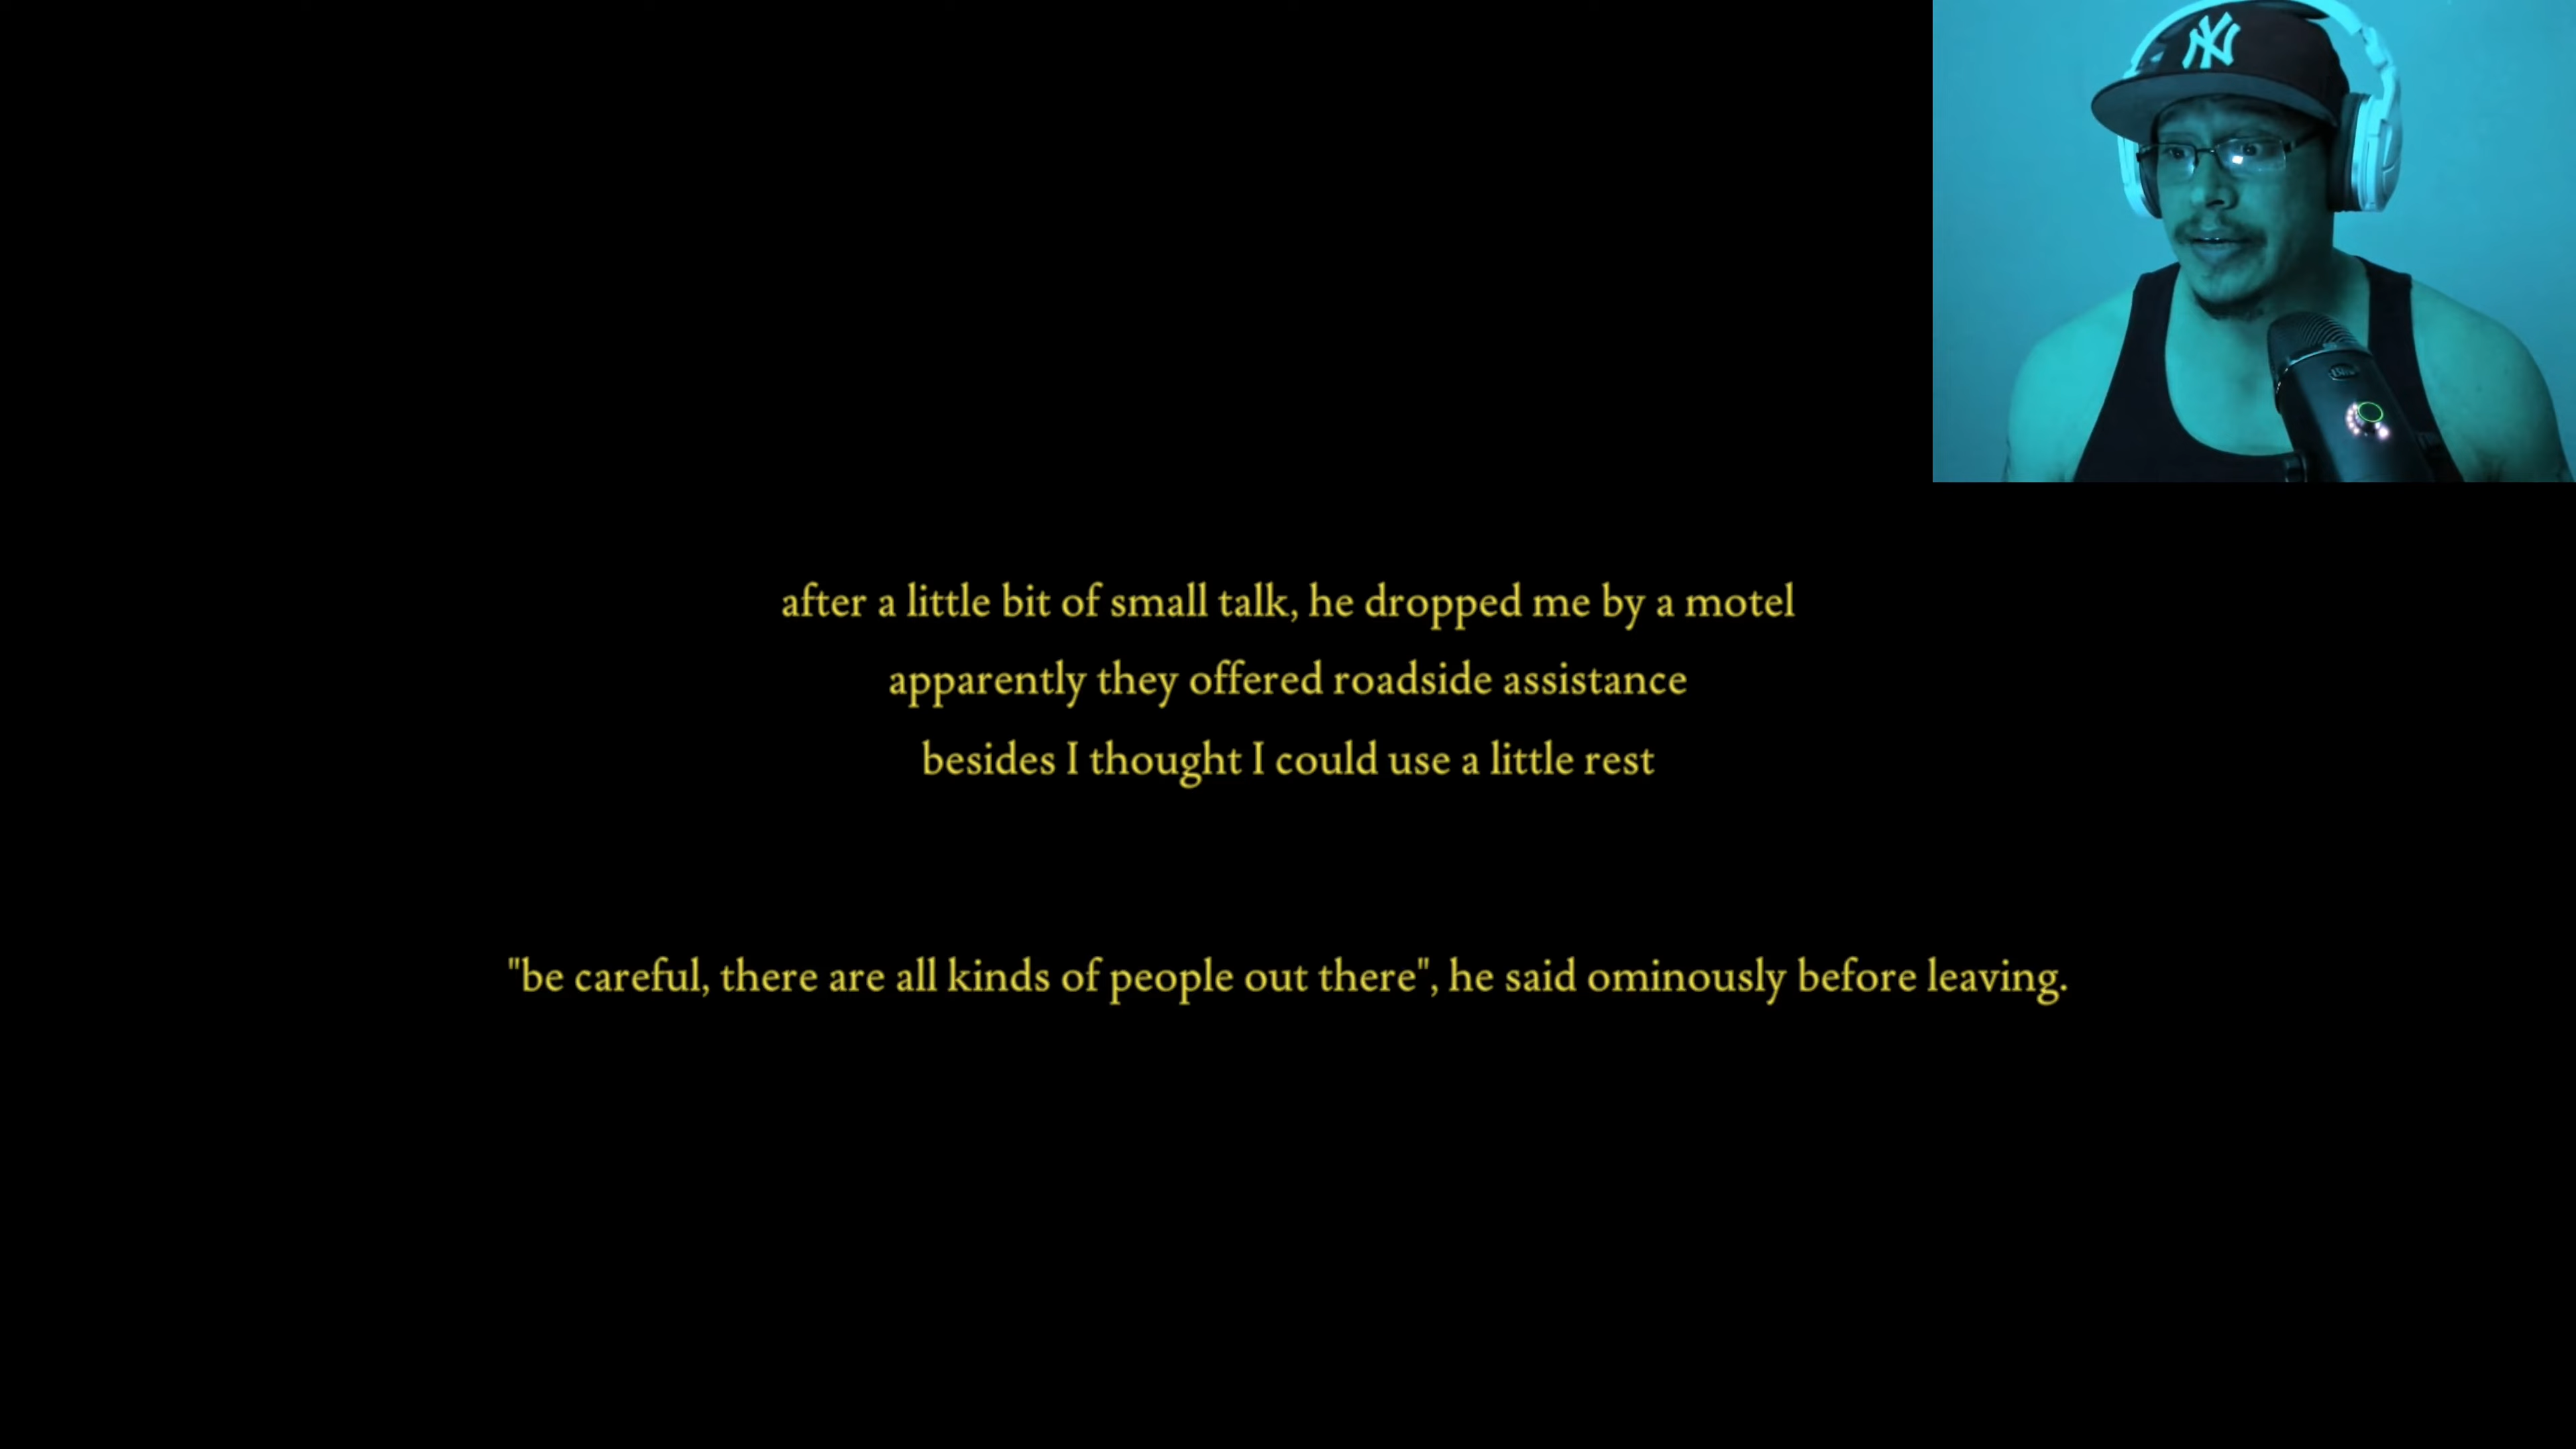 NY
after a little bit of small talk, he dropped me by a motel
apparently they offered roadside assistance
besides I thought I could use a little rest
"be careful, there are all kinds of people out there", he said ominously before leaving.